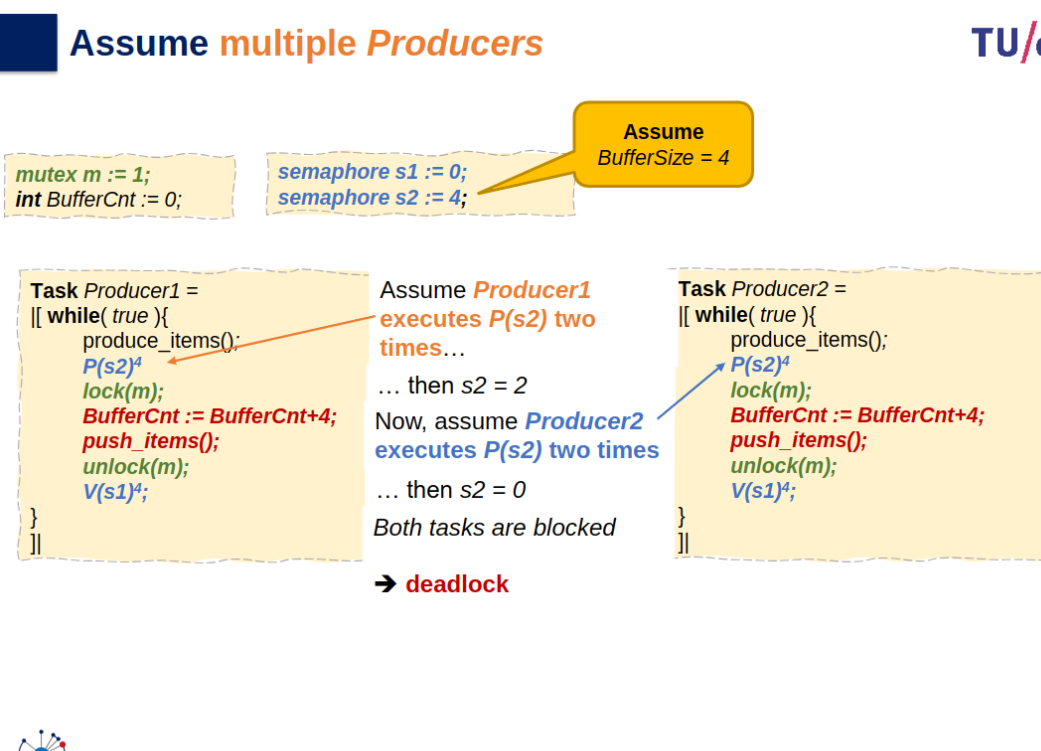 Assume multiple Producers
TU/
Assume
BufferSize = 4
mutex m := 1;
int BufferCnt := 0;
semaphore s1 := 0;
semaphore s2 := 4;
Task Producer1 =
|[ while( true ){
produce_items();
P(s2)⁴
lock(m);
BufferCnt := BufferCnt+4;
push_items();
unlock(m);
V(s1)⁴;
}
]|
Assume Producer1
executes P(s2) two
times…
… then s2 = 2
Now, assume Producer2
executes P(s2) two times
… then s2 = 0
Both tasks are blocked
➔ deadlock
Task Producer2 =
|[ while( true ){
produce_items();
P(s2)⁴
lock(m);
BufferCnt := BufferCnt+4;
push_items();
unlock(m);
V(s1)⁴;
}
]|